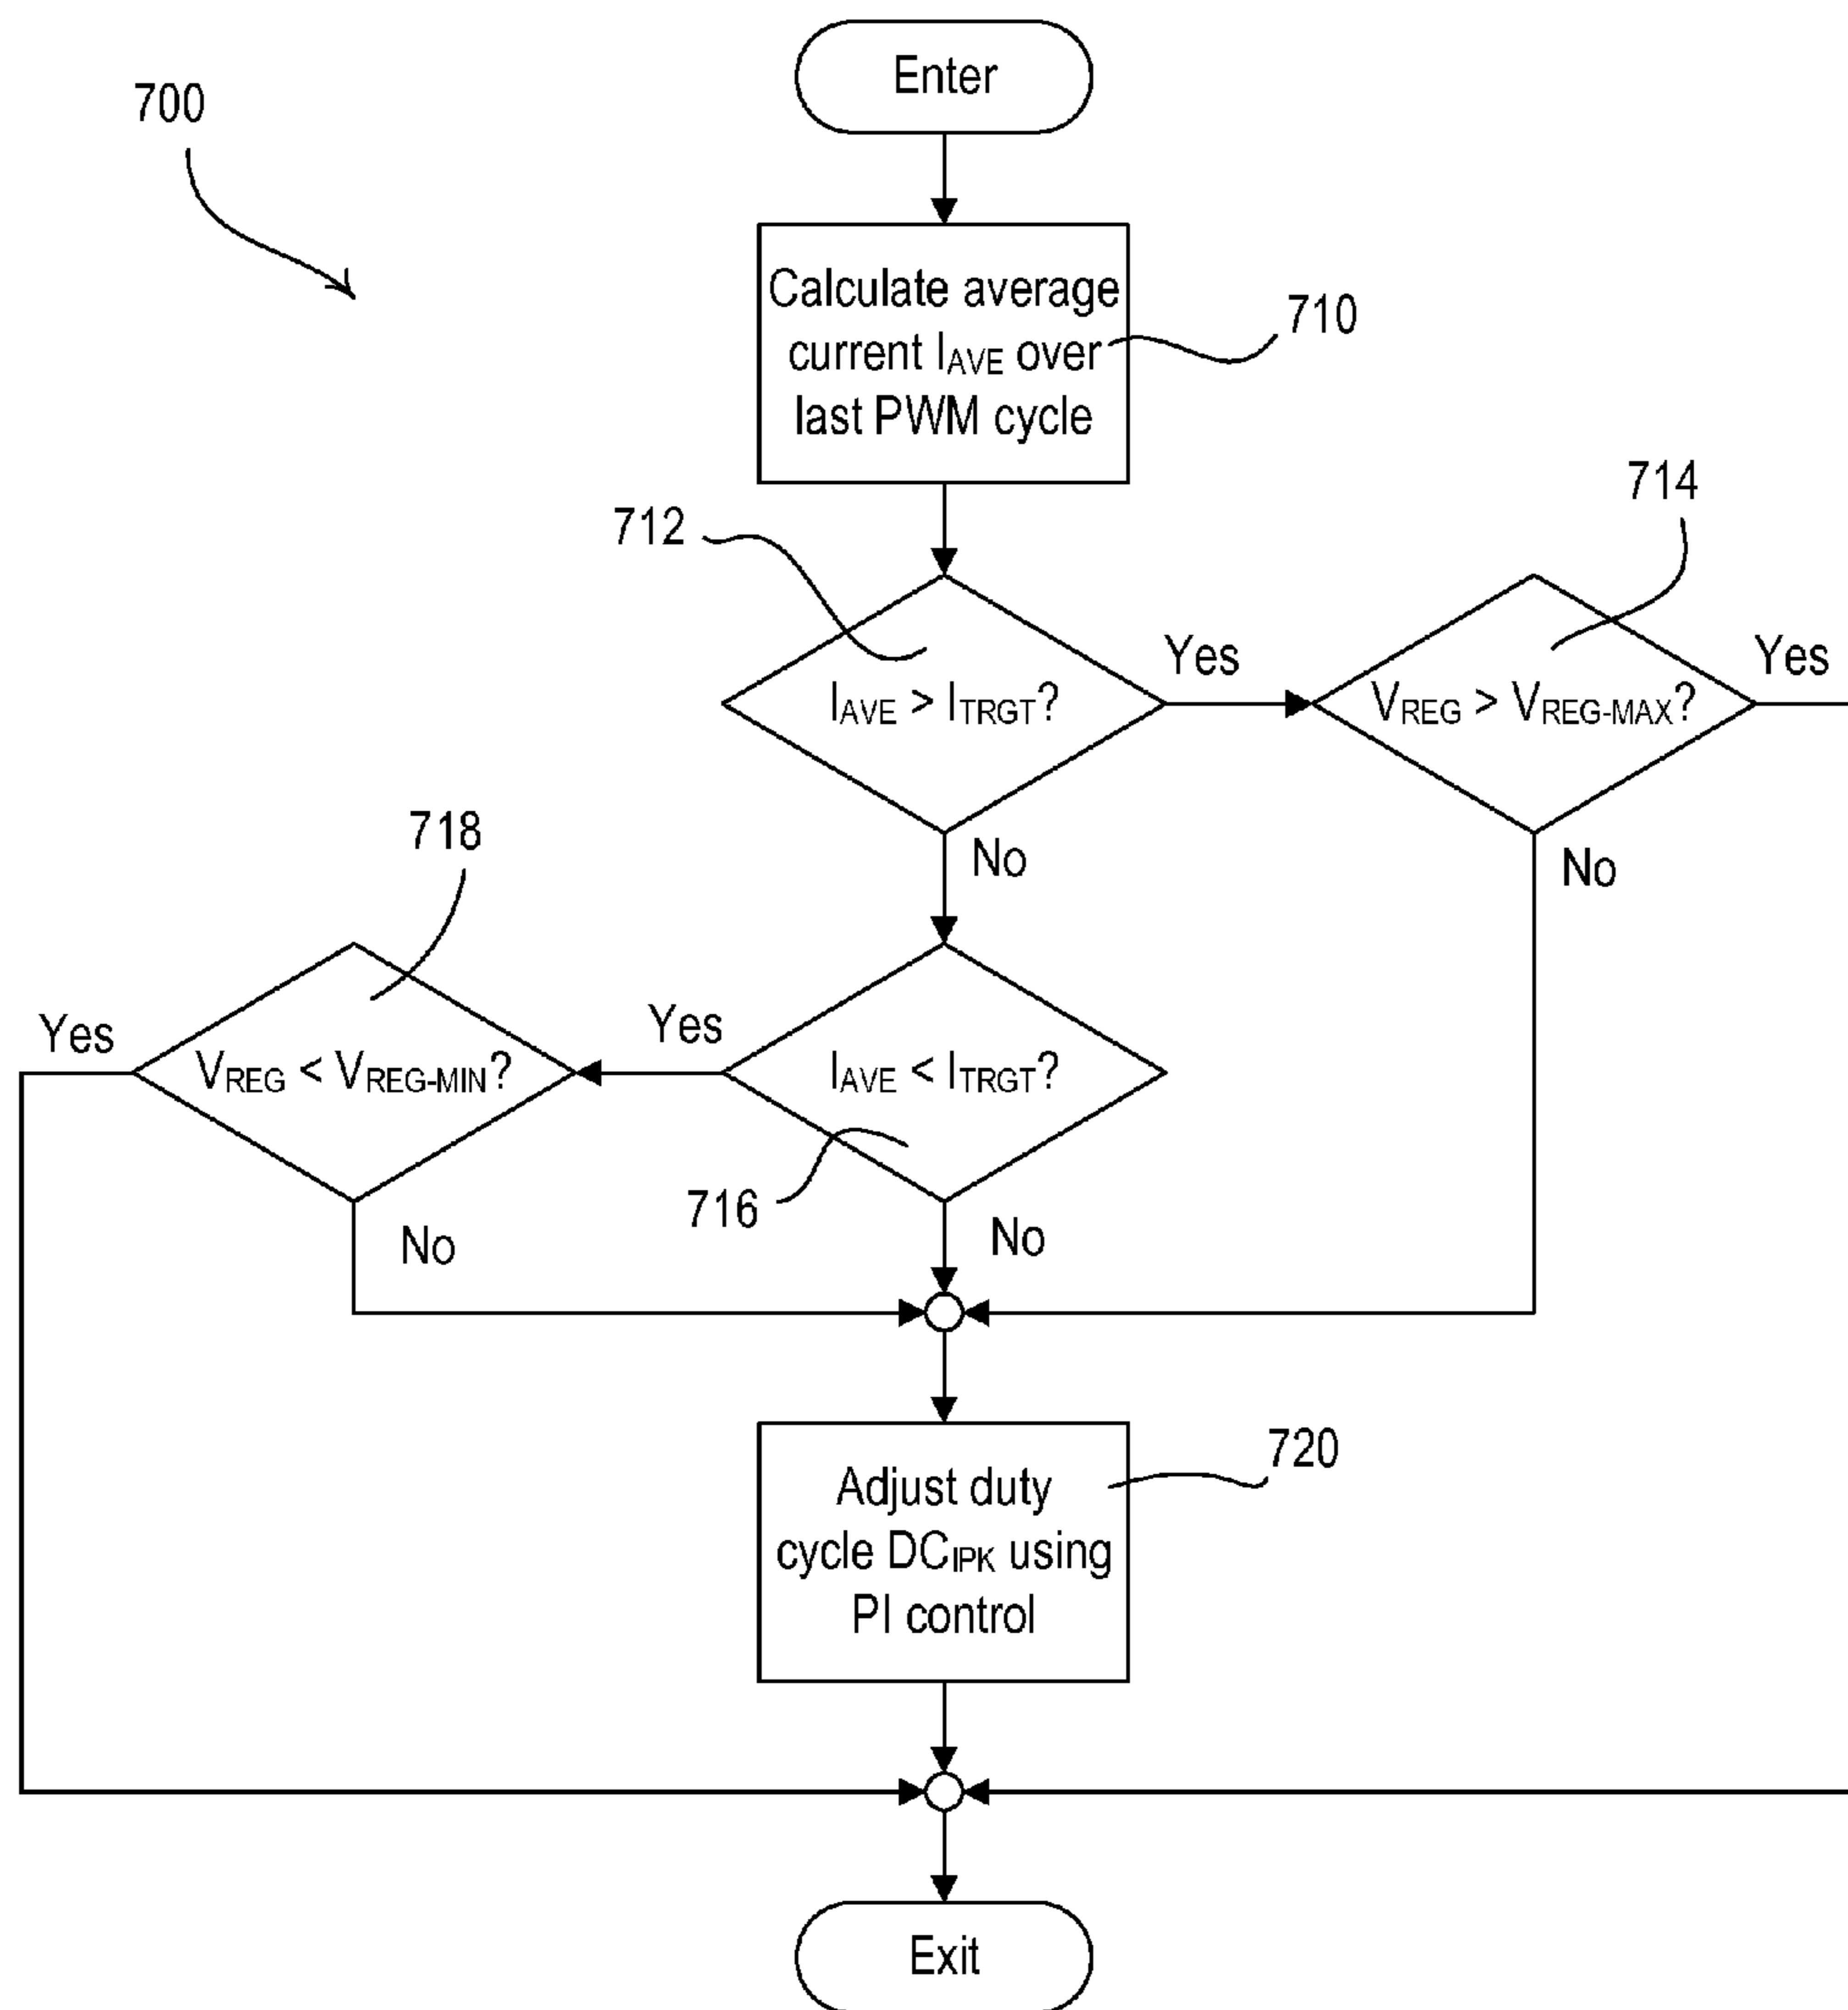 Enter
700
Calculate average
current IAVE over
last PWM cycle
710
714
712
IAVE > ITRGT?
Yes
VREG > VREG-MAX?
Yes
No
No
718
Yes
VREG < VREG-MIN?
Yes
IAVE < ITRGT?
716
No
No
Adjust duty
cycle DCIPK using
PI control
720
Exit